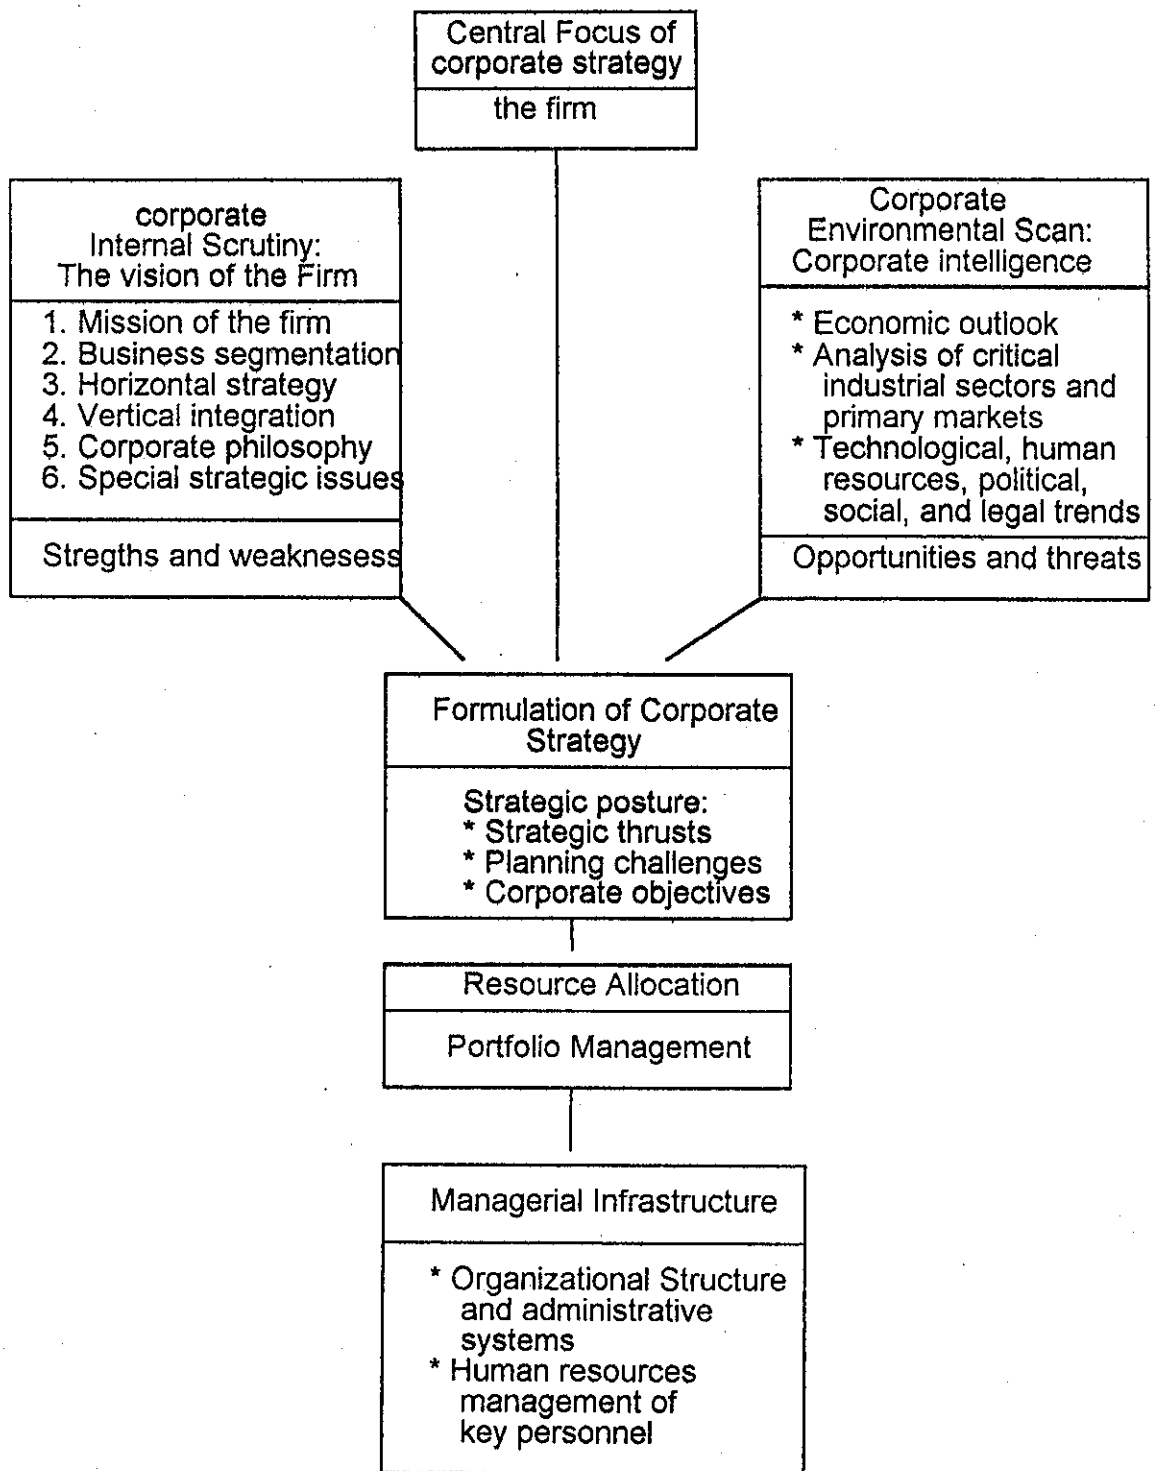 Central Focus of
corporate strategy
the firm
corporate
Internal Scrutiny:
The vision of the Firm
1. Mission of the firm
2. Business segmentation
3. Horizontal strategy
4. Vertical integration
5. Corporate philosophy
6. Special strategic issues
Stregths and weaknesess
Corporate
Environmental Scan:
Corporate intelligence
* Economic outlook
* Analysis of critical
industrial sectors and
primary markets
* Technological, human
resources, political,
social, and legal trends
Opportunities and threats
Formulation of Corporate
Strategy
Strategic posture:
* Strategic thrusts
* Planning challenges
* Corporate objectives
Resource Allocation
Portfolio Management
Managerial Infrastructure
* Organizational Structure
and administrative
systems
* Human resources
management of
key personnel